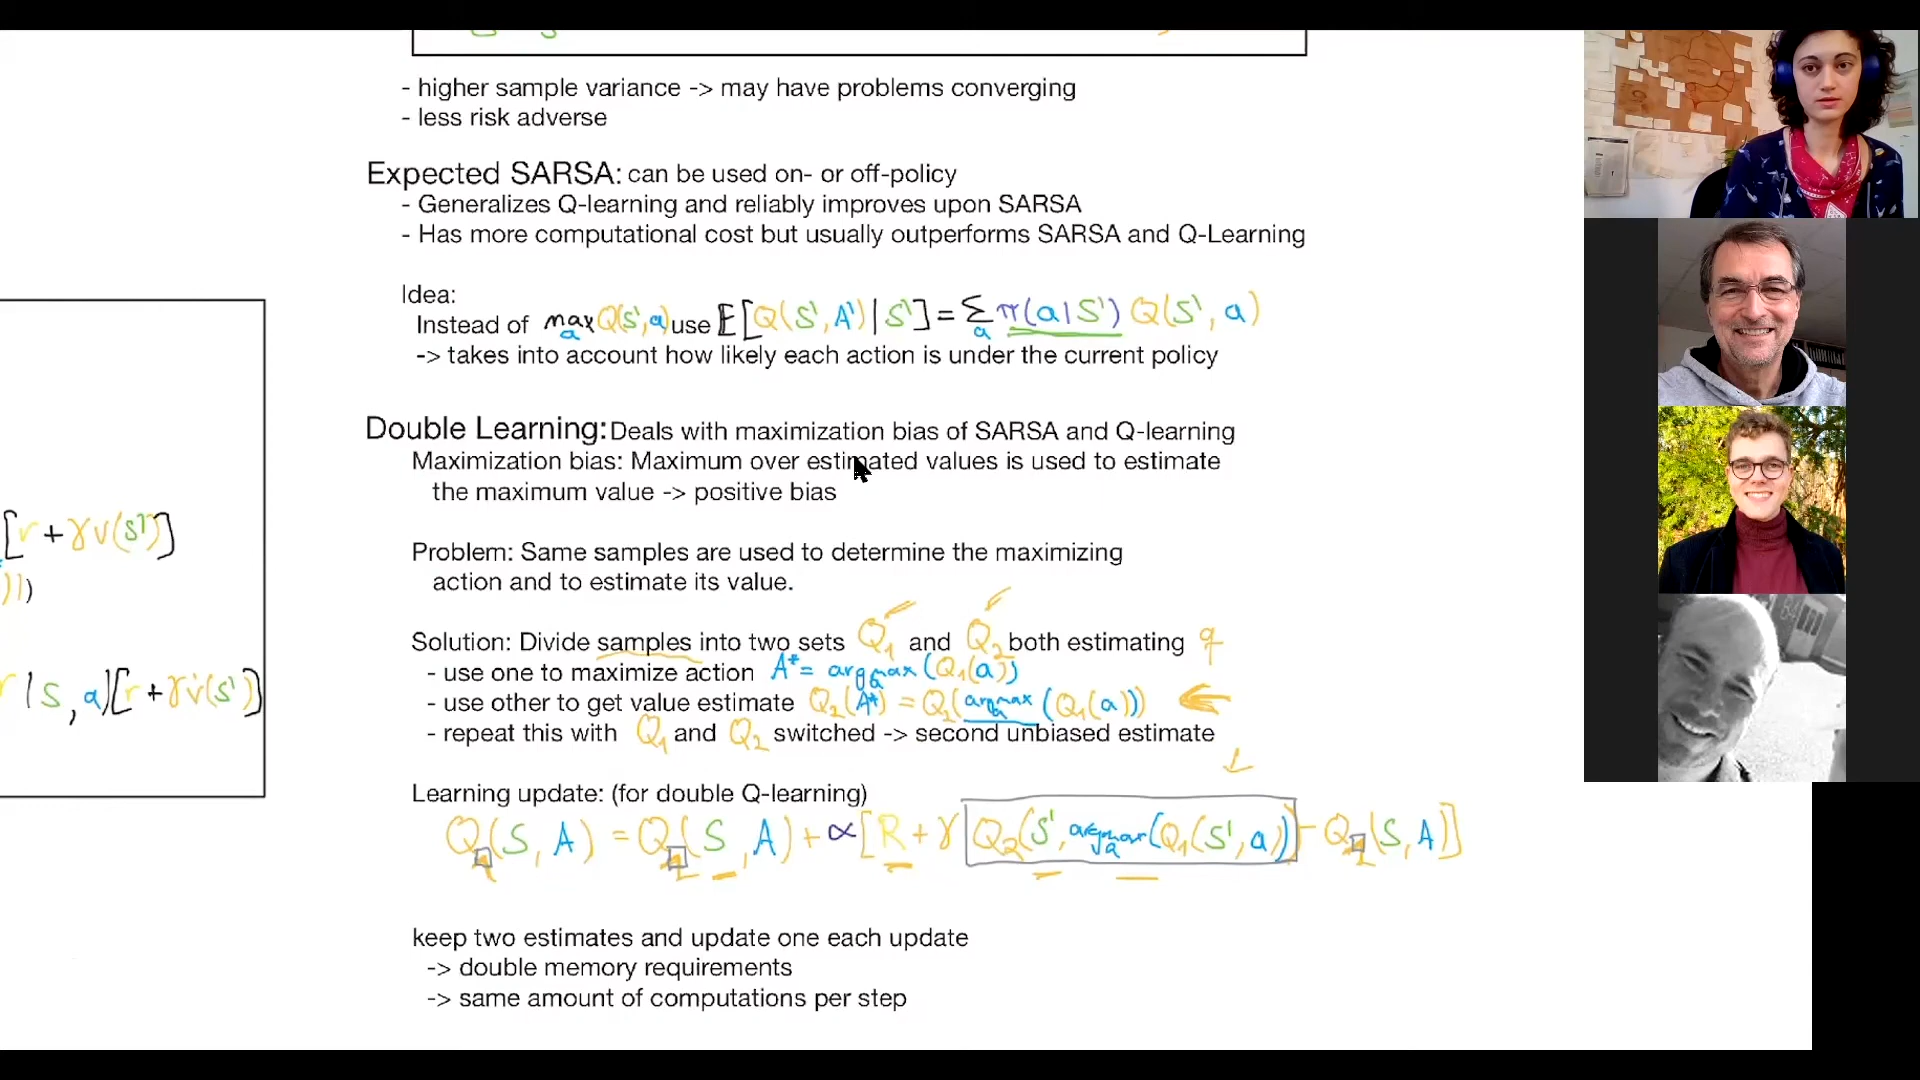 - higher sample variance -> may have problems converging
- less risk adverse
Expected SARSA: can be used on- or off-policy
- Generalizes Q-learning and reliably improves upon SARSA
- Has more computational cost but usually outperforms SARSA and Q-Learning
Idea:
Instead of max_a Q(S',a) use E[Q(S',A')|S'] = Σ_a π(a|S') Q(S',a)
-> takes into account how likely each action is under the current policy
Double Learning: Deals with maximization bias of SARSA and Q-learning
Maximization bias: Maximum over estimated values is used to estimate
the maximum value -> positive bias
[r + γv(s')]
Problem: Same samples are used to determine the maximizing
action and to estimate its value.
Solution: Divide samples into two sets Q₁ and Q₂ both estimating q
- use one to maximize action A* = argmax_a(Q₁(a))
- use other to get value estimate Q₂(A*) = Q₂(argmax_a(Q₁(a)))
r|s,a)[r + γv(s')]
- repeat this with Q₁ and Q₂ switched -> second unbiased estimate
Learning update: (for double Q-learning)
Q₁(S,A) = Q₁(S,A) + α[R + γ Q₂(S', argmax_a(Q₁(S',a)) - Q₁(S,A)]
keep two estimates and update one each update
-> double memory requirements
-> same amount of computations per step